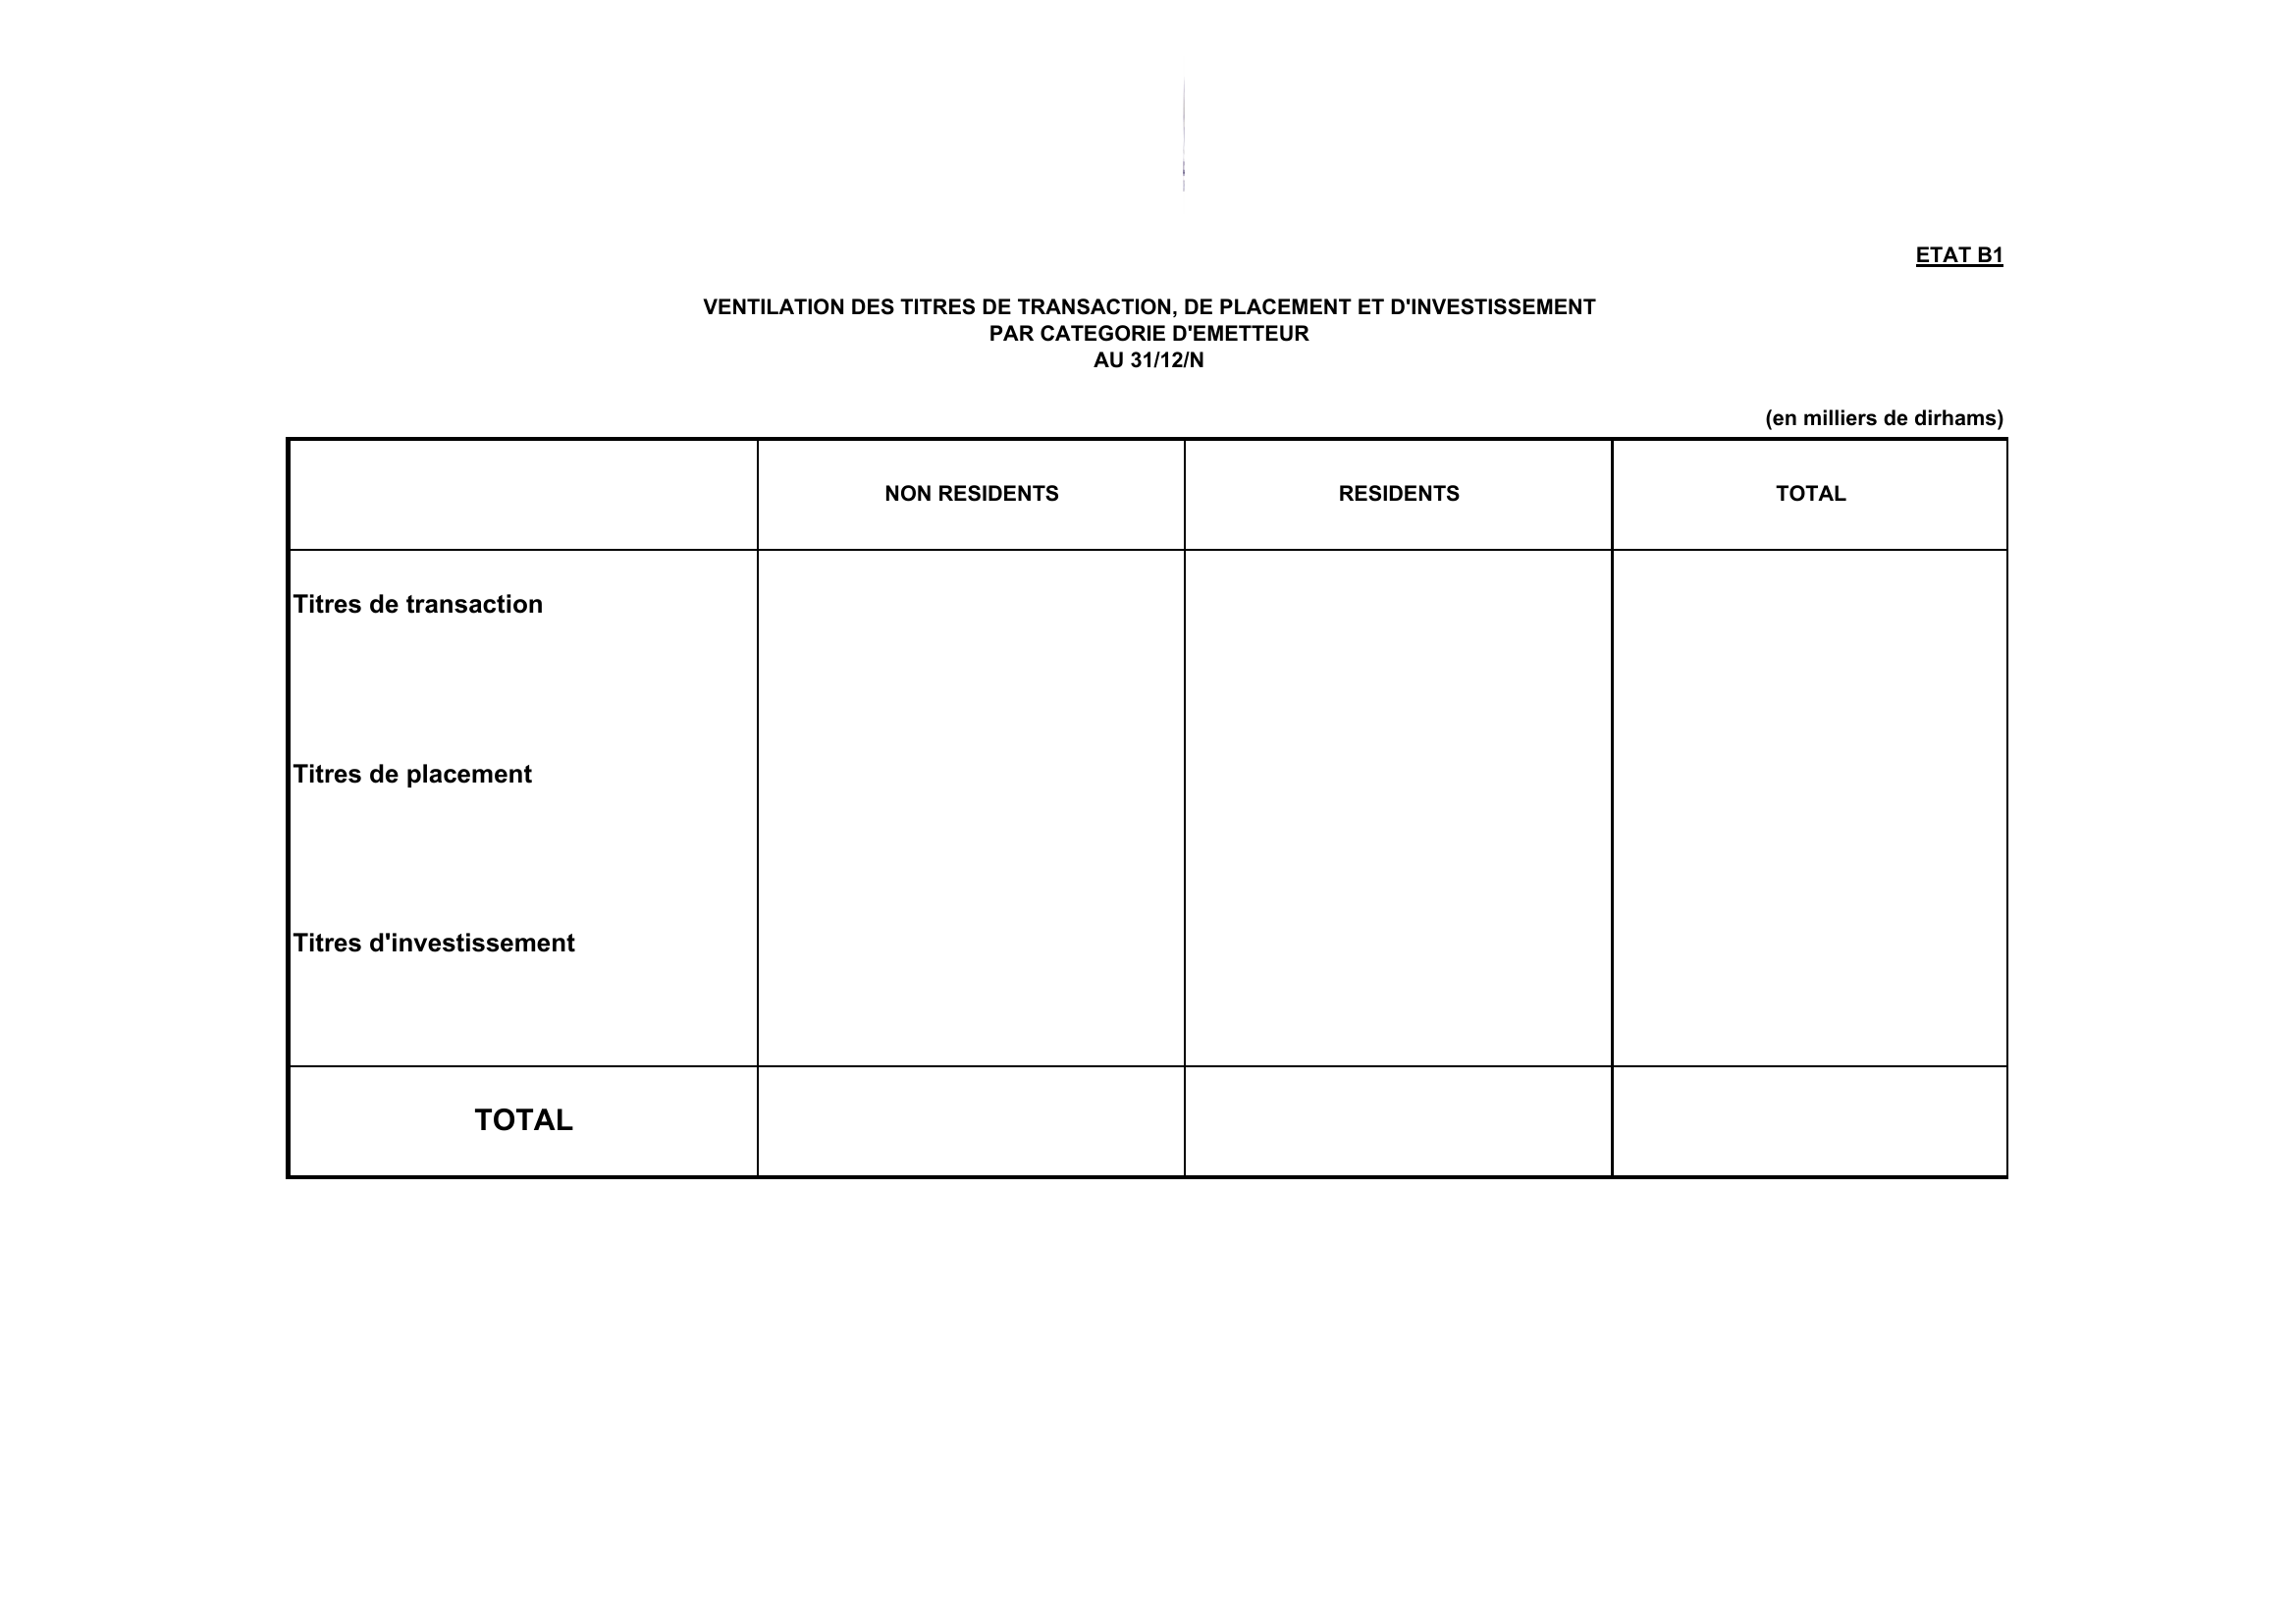 ETAT B1
VENTILATION DES TITRES DE TRANSACTION, DE PLACEMENT ET D'INVESTISSEMENT
PAR CATEGORIE D'EMETTEUR
AU 31/12/N
(en milliers de dirhams)
NON RESIDENTS RESIDENTS TOTAL
Titres de transaction
Titres de placement
Titres d'investissement
TOTAL